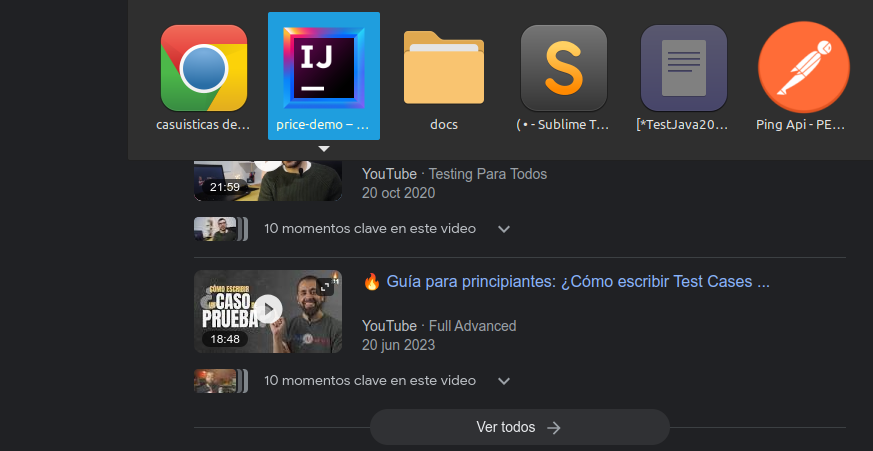 IJ
S
casuisticas de...
price-demo – ...
docs
(•- Sublime T...
[*TestJava20...
Ping Api - PE...
21:59
YouTube · Testing Para Todos
20 oct 2020
10 momentos clave en este video
CÓMO ESCRIBIR
¿
UN CASO
PRUEBA
18:48
🔥 Guía para principiantes: ¿Cómo escribir Test Cases ...
YouTube · Full Advanced
20 jun 2023
10 momentos clave en este video
Ver todos →